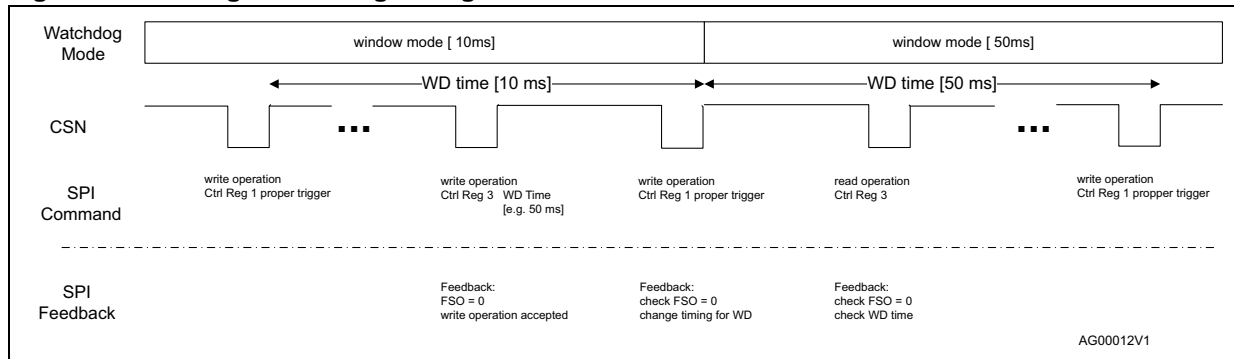 Watchdog
Mode
window mode [ 10ms]
window mode [ 50ms]
WD time [10 ms]
WD time [50 ms]
CSN
...
...
SPI
Command
write operation
Ctrl Reg 1 proper trigger
write operation
Ctrl Reg 3 WD Time
[e.g. 50 ms]
write operation
Ctrl Reg 1 proper trigger
read operation
Ctrl Reg 3
write operation
Ctrl Reg 1 propper trigger
SPI
Feedback
Feedback:
FSO = 0
write operation accepted
Feedback:
check FSO = 0
change timing for WD
Feedback:
check FSO = 0
check WD time
AG00012V1